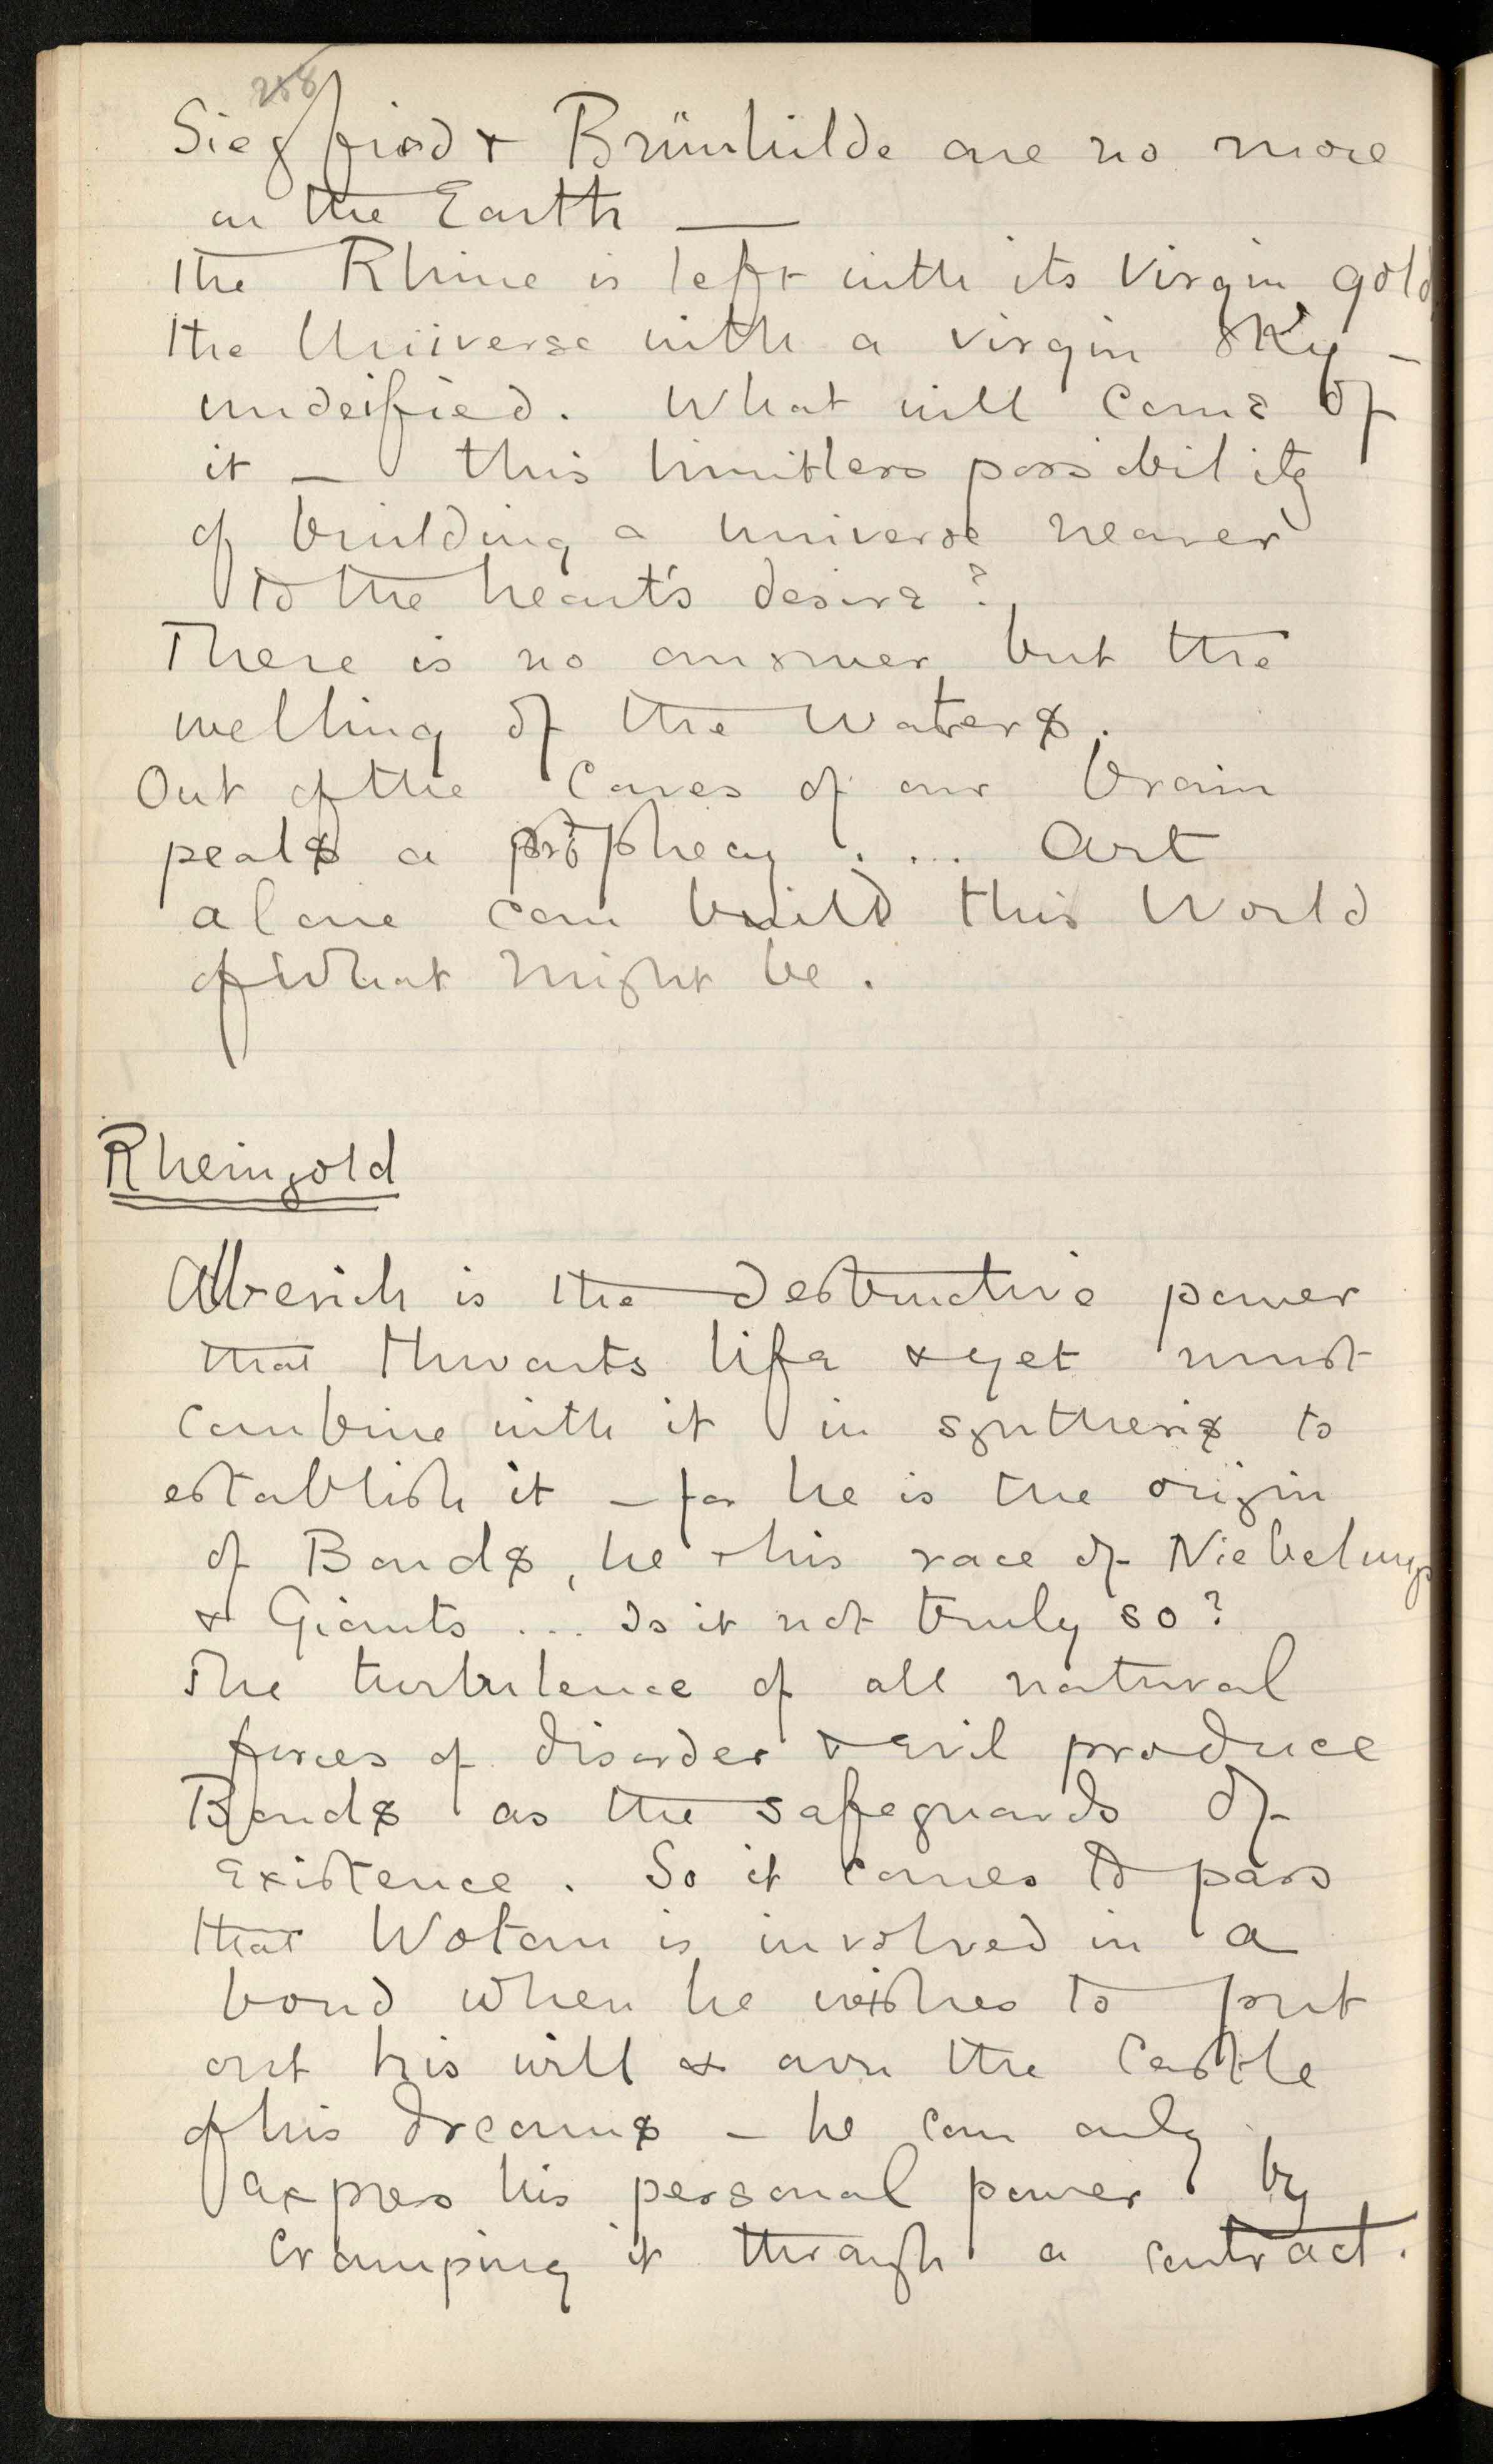 258
Siegfried & Brünhilde are no more
on the Earth —
The Rhine is left with its Virgin gold
the Universe with a virgin sky –
undeified. What will come of
it – this limitless possibility
of building a universe nearer
to the heart's desire?
There is no answer but the
welling of the waters.
Out of the Caves of our brain
peals a prophecy .... Art
alone can build this World
of What might be.
Rheingold
Alberich is the destructive power
that thwarts life & yet must
combine with it in synthesis to
establish it – for he is the origin
of Bonds, he & his race of Niebelungs
& Giants ... Is it not truly so?
The turbulence of all natural
forces of disorder & evil produce
Bonds as the safeguards of
existence. So it comes to pass
that Wotan is involved in a
bond when he wishes to put
out his will & own the Castle
of his dreams – he can only
express his personal power by
cramping it through a contract.